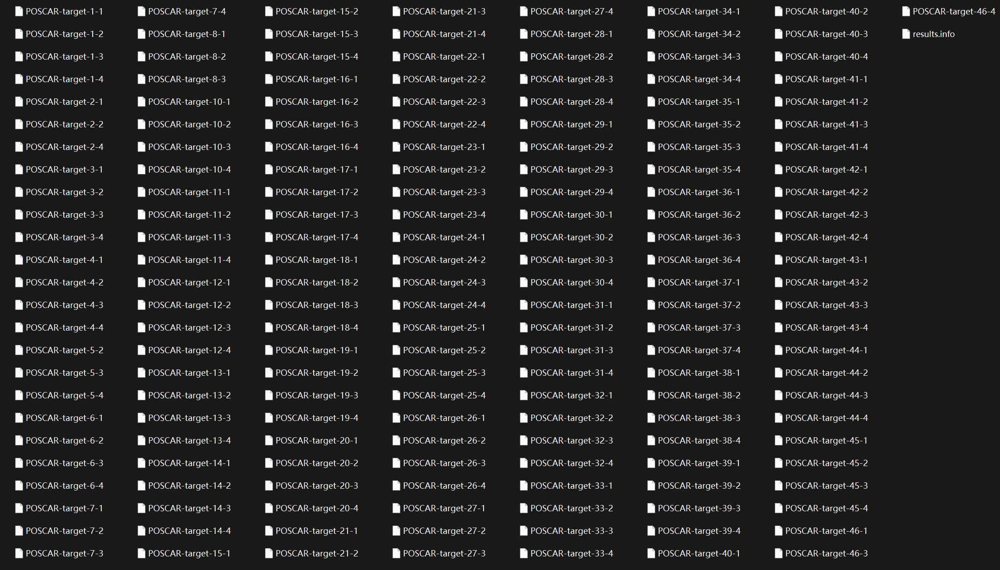 POSCAR-target-1-1
POSCAR-target-1-2
POSCAR-target-1-3
POSCAR-target-1-4
POSCAR-target-2-1
POSCAR-target-2-2
POSCAR-target-2-4
POSCAR-target-3-1
POSCAR-target-3-2
POSCAR-target-3-3
POSCAR-target-3-4
POSCAR-target-4-1
POSCAR-target-4-2
POSCAR-target-4-3
POSCAR-target-4-4
POSCAR-target-5-2
POSCAR-target-5-3
POSCAR-target-5-4
POSCAR-target-6-1
POSCAR-target-6-2
POSCAR-target-6-3
POSCAR-target-6-4
POSCAR-target-7-1
POSCAR-target-7-2
POSCAR-target-7-3
POSCAR-target-7-4
POSCAR-target-8-1
POSCAR-target-8-2
POSCAR-target-8-3
POSCAR-target-10-1
POSCAR-target-10-2
POSCAR-target-10-3
POSCAR-target-10-4
POSCAR-target-11-1
POSCAR-target-11-2
POSCAR-target-11-3
POSCAR-target-11-4
POSCAR-target-12-1
POSCAR-target-12-2
POSCAR-target-12-3
POSCAR-target-12-4
POSCAR-target-13-1
POSCAR-target-13-2
POSCAR-target-13-3
POSCAR-target-13-4
POSCAR-target-14-1
POSCAR-target-14-2
POSCAR-target-14-3
POSCAR-target-14-4
POSCAR-target-15-1
POSCAR-target-15-2
POSCAR-target-15-3
POSCAR-target-15-4
POSCAR-target-16-1
POSCAR-target-16-2
POSCAR-target-16-3
POSCAR-target-16-4
POSCAR-target-17-1
POSCAR-target-17-2
POSCAR-target-17-3
POSCAR-target-17-4
POSCAR-target-18-1
POSCAR-target-18-2
POSCAR-target-18-3
POSCAR-target-18-4
POSCAR-target-19-1
POSCAR-target-19-2
POSCAR-target-19-3
POSCAR-target-19-4
POSCAR-target-20-1
POSCAR-target-20-2
POSCAR-target-20-3
POSCAR-target-20-4
POSCAR-target-21-1
POSCAR-target-21-2
POSCAR-target-21-3
POSCAR-target-21-4
POSCAR-target-22-1
POSCAR-target-22-2
POSCAR-target-22-3
POSCAR-target-22-4
POSCAR-target-23-1
POSCAR-target-23-2
POSCAR-target-23-3
POSCAR-target-23-4
POSCAR-target-24-1
POSCAR-target-24-2
POSCAR-target-24-3
POSCAR-target-24-4
POSCAR-target-25-1
POSCAR-target-25-2
POSCAR-target-25-3
POSCAR-target-25-4
POSCAR-target-26-1
POSCAR-target-26-2
POSCAR-target-26-3
POSCAR-target-26-4
POSCAR-target-27-1
POSCAR-target-27-2
POSCAR-target-27-3
POSCAR-target-27-4
POSCAR-target-28-1
POSCAR-target-28-2
POSCAR-target-28-3
POSCAR-target-28-4
POSCAR-target-29-1
POSCAR-target-29-2
POSCAR-target-29-3
POSCAR-target-29-4
POSCAR-target-30-1
POSCAR-target-30-2
POSCAR-target-30-3
POSCAR-target-30-4
POSCAR-target-31-1
POSCAR-target-31-2
POSCAR-target-31-3
POSCAR-target-31-4
POSCAR-target-32-1
POSCAR-target-32-2
POSCAR-target-32-3
POSCAR-target-32-4
POSCAR-target-33-1
POSCAR-target-33-2
POSCAR-target-33-3
POSCAR-target-33-4
POSCAR-target-34-1
POSCAR-target-34-2
POSCAR-target-34-3
POSCAR-target-34-4
POSCAR-target-35-1
POSCAR-target-35-2
POSCAR-target-35-3
POSCAR-target-35-4
POSCAR-target-36-1
POSCAR-target-36-2
POSCAR-target-36-3
POSCAR-target-36-4
POSCAR-target-37-1
POSCAR-target-37-2
POSCAR-target-37-3
POSCAR-target-37-4
POSCAR-target-38-1
POSCAR-target-38-2
POSCAR-target-38-3
POSCAR-target-38-4
POSCAR-target-39-1
POSCAR-target-39-2
POSCAR-target-39-3
POSCAR-target-39-4
POSCAR-target-40-1
POSCAR-target-40-2
POSCAR-target-40-3
POSCAR-target-40-4
POSCAR-target-41-1
POSCAR-target-41-2
POSCAR-target-41-3
POSCAR-target-41-4
POSCAR-target-42-1
POSCAR-target-42-2
POSCAR-target-42-3
POSCAR-target-42-4
POSCAR-target-43-1
POSCAR-target-43-2
POSCAR-target-43-3
POSCAR-target-43-4
POSCAR-target-44-1
POSCAR-target-44-2
POSCAR-target-44-3
POSCAR-target-44-4
POSCAR-target-45-1
POSCAR-target-45-2
POSCAR-target-45-3
POSCAR-target-45-4
POSCAR-target-46-1
POSCAR-target-46-3
POSCAR-target-46-4
results.info